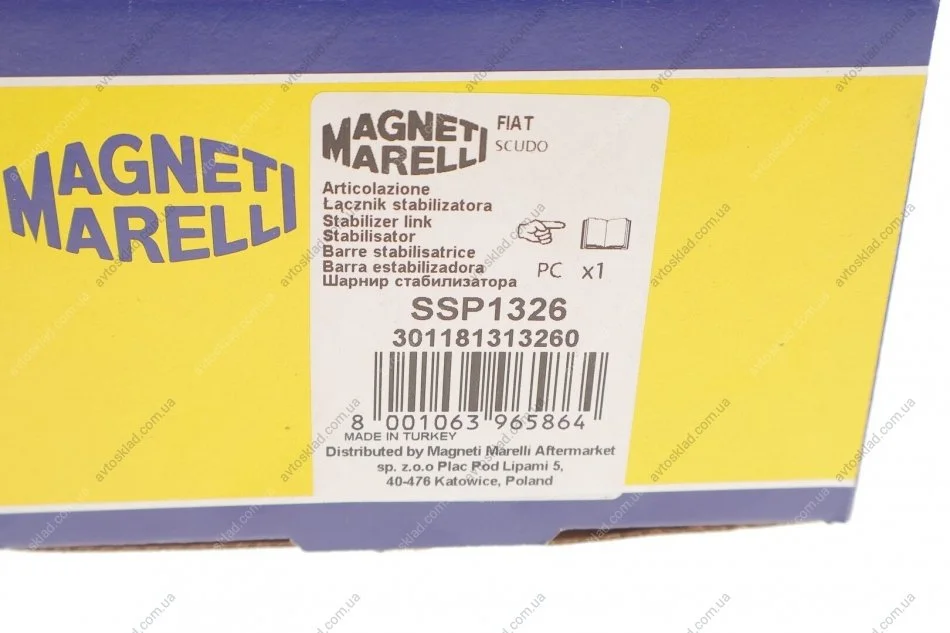 MAGNETI
MARELLI
MAGNETI
MARELLI
FIAT
SCUDO
Articolazione
Łącznik stabilizatora
Stabilizer link
Stabilisator
Barre stabilisatrice
Barra estabilizadora
Шарнир стабилизатора
PC x1
SSP1326
301181313260
8 001063 965864
MADE IN TURKEY
Distributed by Magneti Marelli Aftermarket
sp. z.o.o Plac Pod Lipami 5,
40-476 Katowice, Poland
avtosklad.com.ua